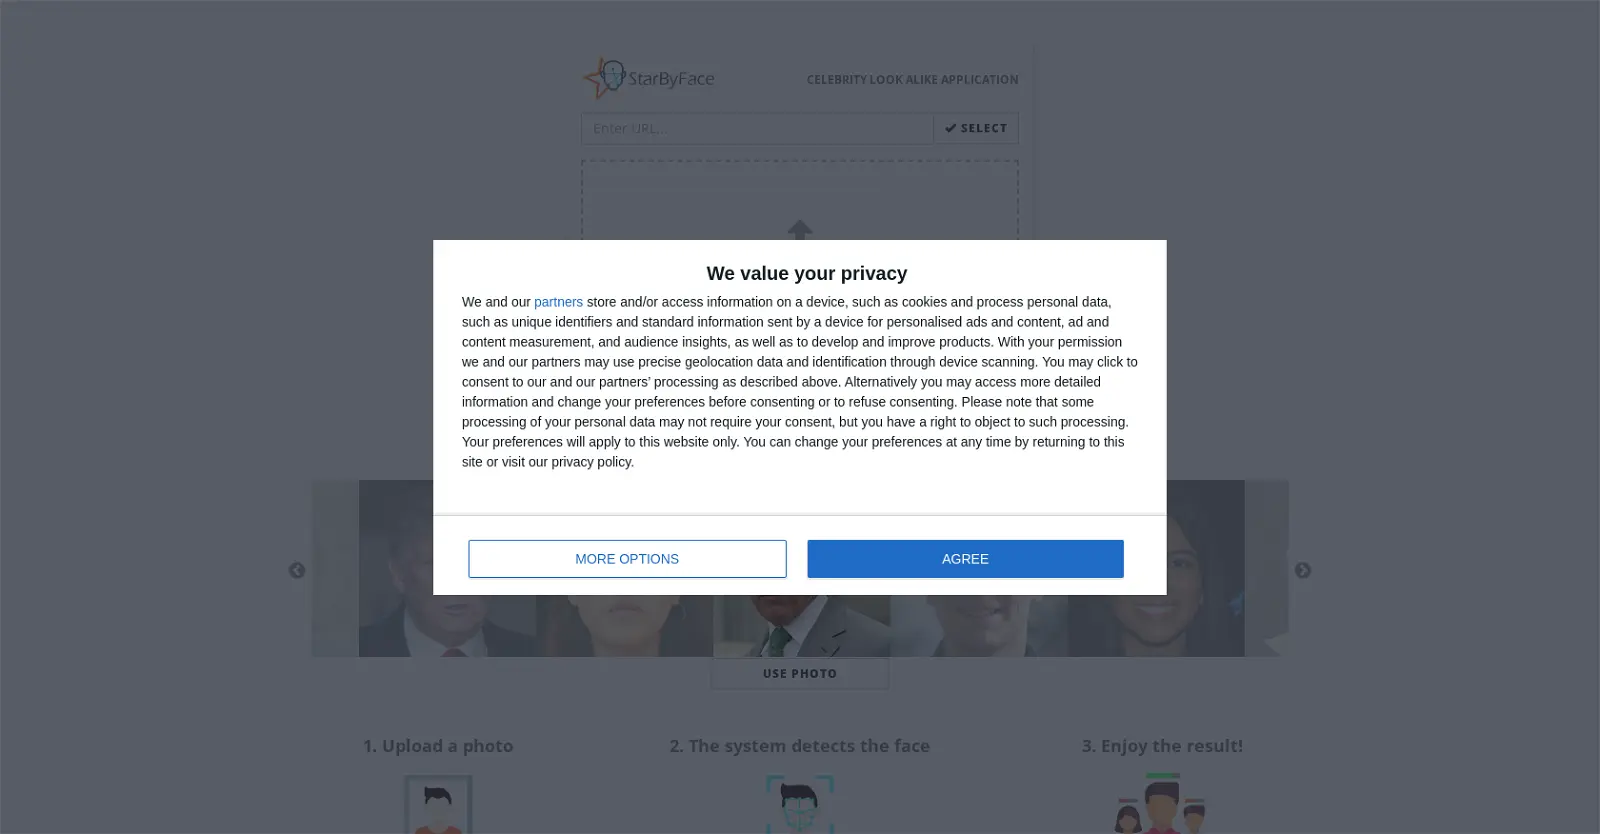 StarByFace
CELEBRITY LOOK ALIKE APPLICATION
Enter URL...
SELECT
We value your privacy
We and our partners store and/or access information on a device, such as cookies and process personal data,
such as unique identifiers and standard information sent by a device for personalised ads and content, ad and
content measurement, and audience insights, as well as to develop and improve products. With your permission
we and our partners may use precise geolocation data and identification through device scanning. You may click to
consent to our and our partners’ processing as described above. Alternatively you may access more detailed
information and change your preferences before consenting or to refuse consenting. Please note that some
processing of your personal data may not require your consent, but you have a right to object to such processing.
Your preferences will apply to this website only. You can change your preferences at any time by returning to this
site or visit our privacy policy.
MORE OPTIONS
AGREE
USE PHOTO
1. Upload a photo
2. The system detects the face
3. Enjoy the result!